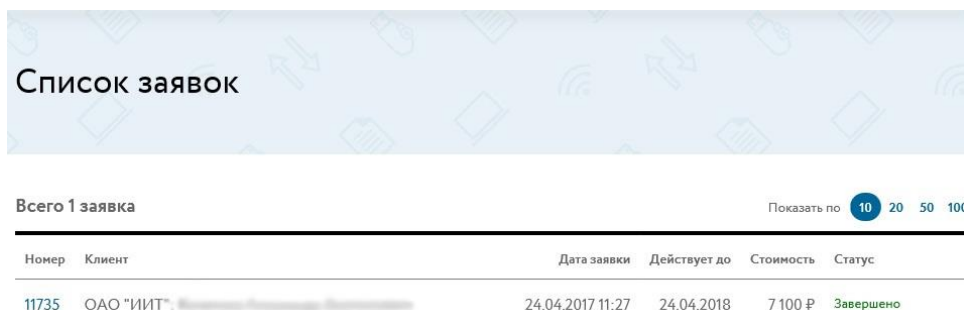 Список заявок
Всего 1 заявка
Показать по 10 20 50 100
Номер Клиент Дата заявки Действует до Стоимость Статус
11735 ОАО "ИИТ": 24.04.2017 11:27 24.04.2018 7 100 ₽ Завершено